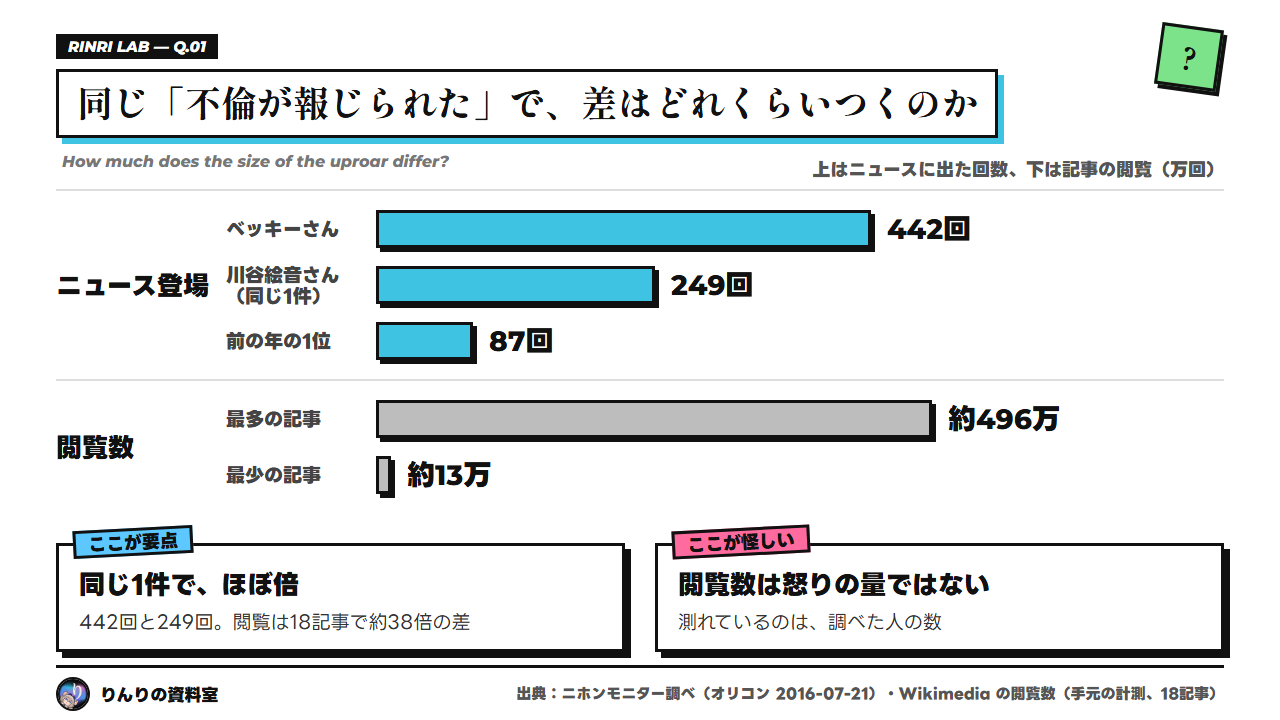 RINRI LAB — Q.01
?
同じ「不倫が報じられた」で、差はどれくらいつくのか
How much does the size of the uproar differ?
上はニュースに出た回数、下は記事の閲覧（万回）
ニュース登場
ベッキーさん
442回
川谷絵音さん
（同じ1件）
249回
前の年の1位
87回
閲覧数
最多の記事
約496万
最少の記事
約13万
ここが要点
同じ1件で、ほぼ倍
442回と249回。閲覧は18記事で約38倍の差
ここが怪しい
閲覧数は怒りの量ではない
測れているのは、調べた人の数
りんりの資料室
出典：ニホンモニター調べ（オリコン 2016-07-21）・Wikimedia の閲覧数（手元の計測、18記事）